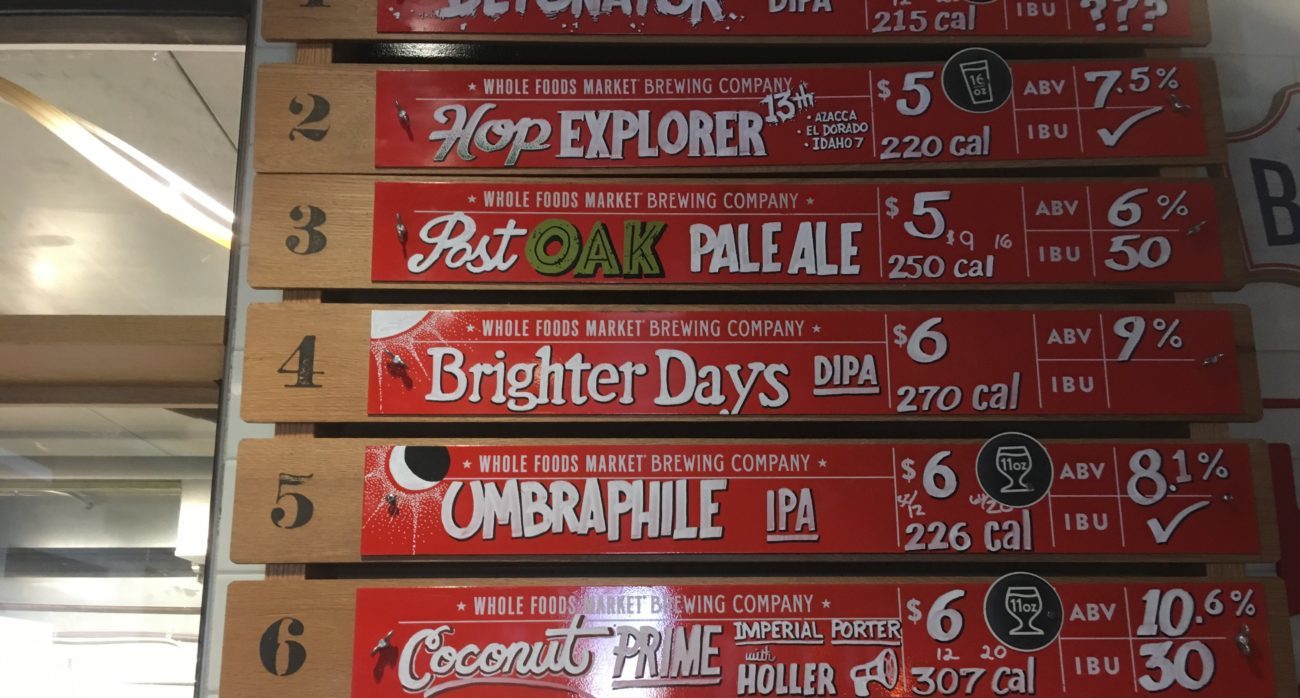 1 DETONATOR DIPA 215 cal IBU ???
2 ★ WHOLE FOODS MARKET BREWING COMPANY ★ $5 16 oz ABV 7.5%
Hop EXPLORER 13th • AZACCA • EL DORADO • IDAHO 7 220 cal IBU ✓
3 ★ WHOLE FOODS MARKET BREWING COMPANY ★ $5 $9 16 ABV 6%
Post OAK PALE ALE 250 cal IBU 50
4 ★ WHOLE FOODS MARKET BREWING COMPANY ★ $6 ABV 9%
Brighter Days DIPA 270 cal IBU
5 ★ WHOLE FOODS MARKET BREWING COMPANY ★ $6 11oz ABV 8.1%
UMBRAPHILE IPA 226 cal IBU ✓
6 ★ WHOLE FOODS MARKET BREWING COMPANY ★ $6 11oz ABV 10.6%
Coconut PRIME IMPERIAL PORTER with HOLLER 12 20 307 cal IBU 30
B